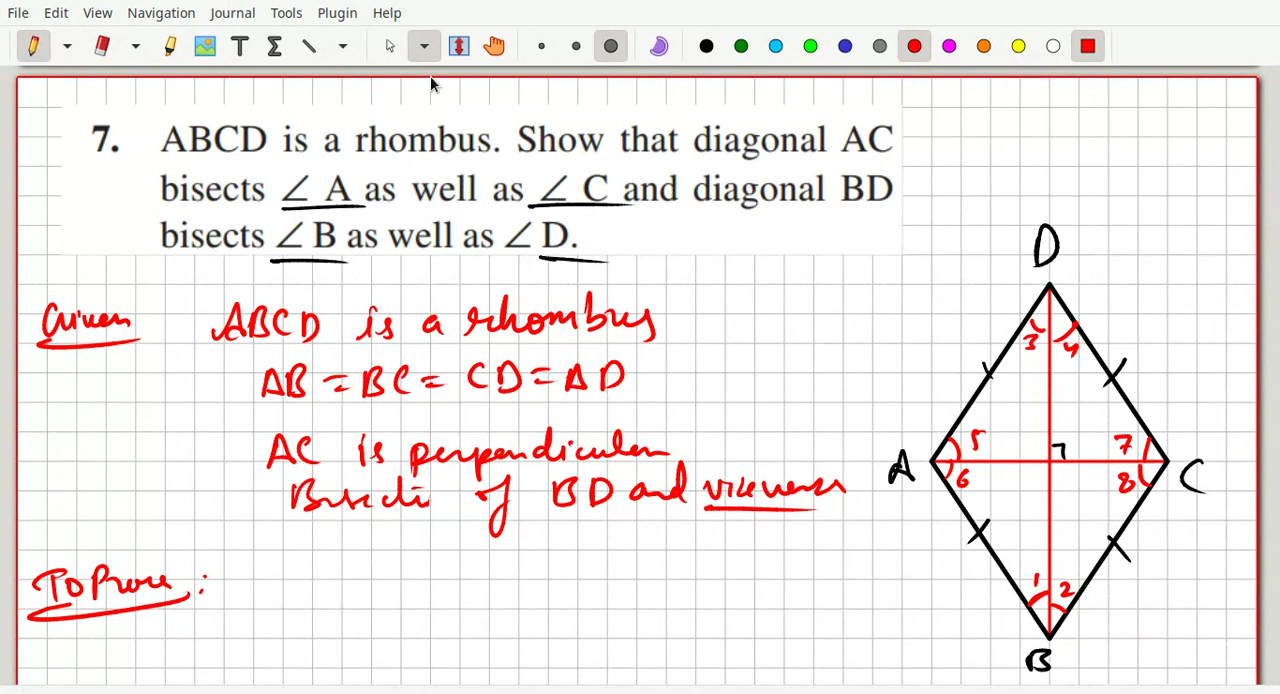 File Edit View Navigation Journal Tools Plugin Help
7. ABCD is a rhombus. Show that diagonal AC
bisects ∠ A as well as ∠ C and diagonal BD
bisects ∠ B as well as ∠ D.
Given ABCD is a rhombus
AB = BC = CD = AD
AC is perpendicular
of BD and
To Prove :
D
3 4
A 5 7 C
6 8
1 2
B